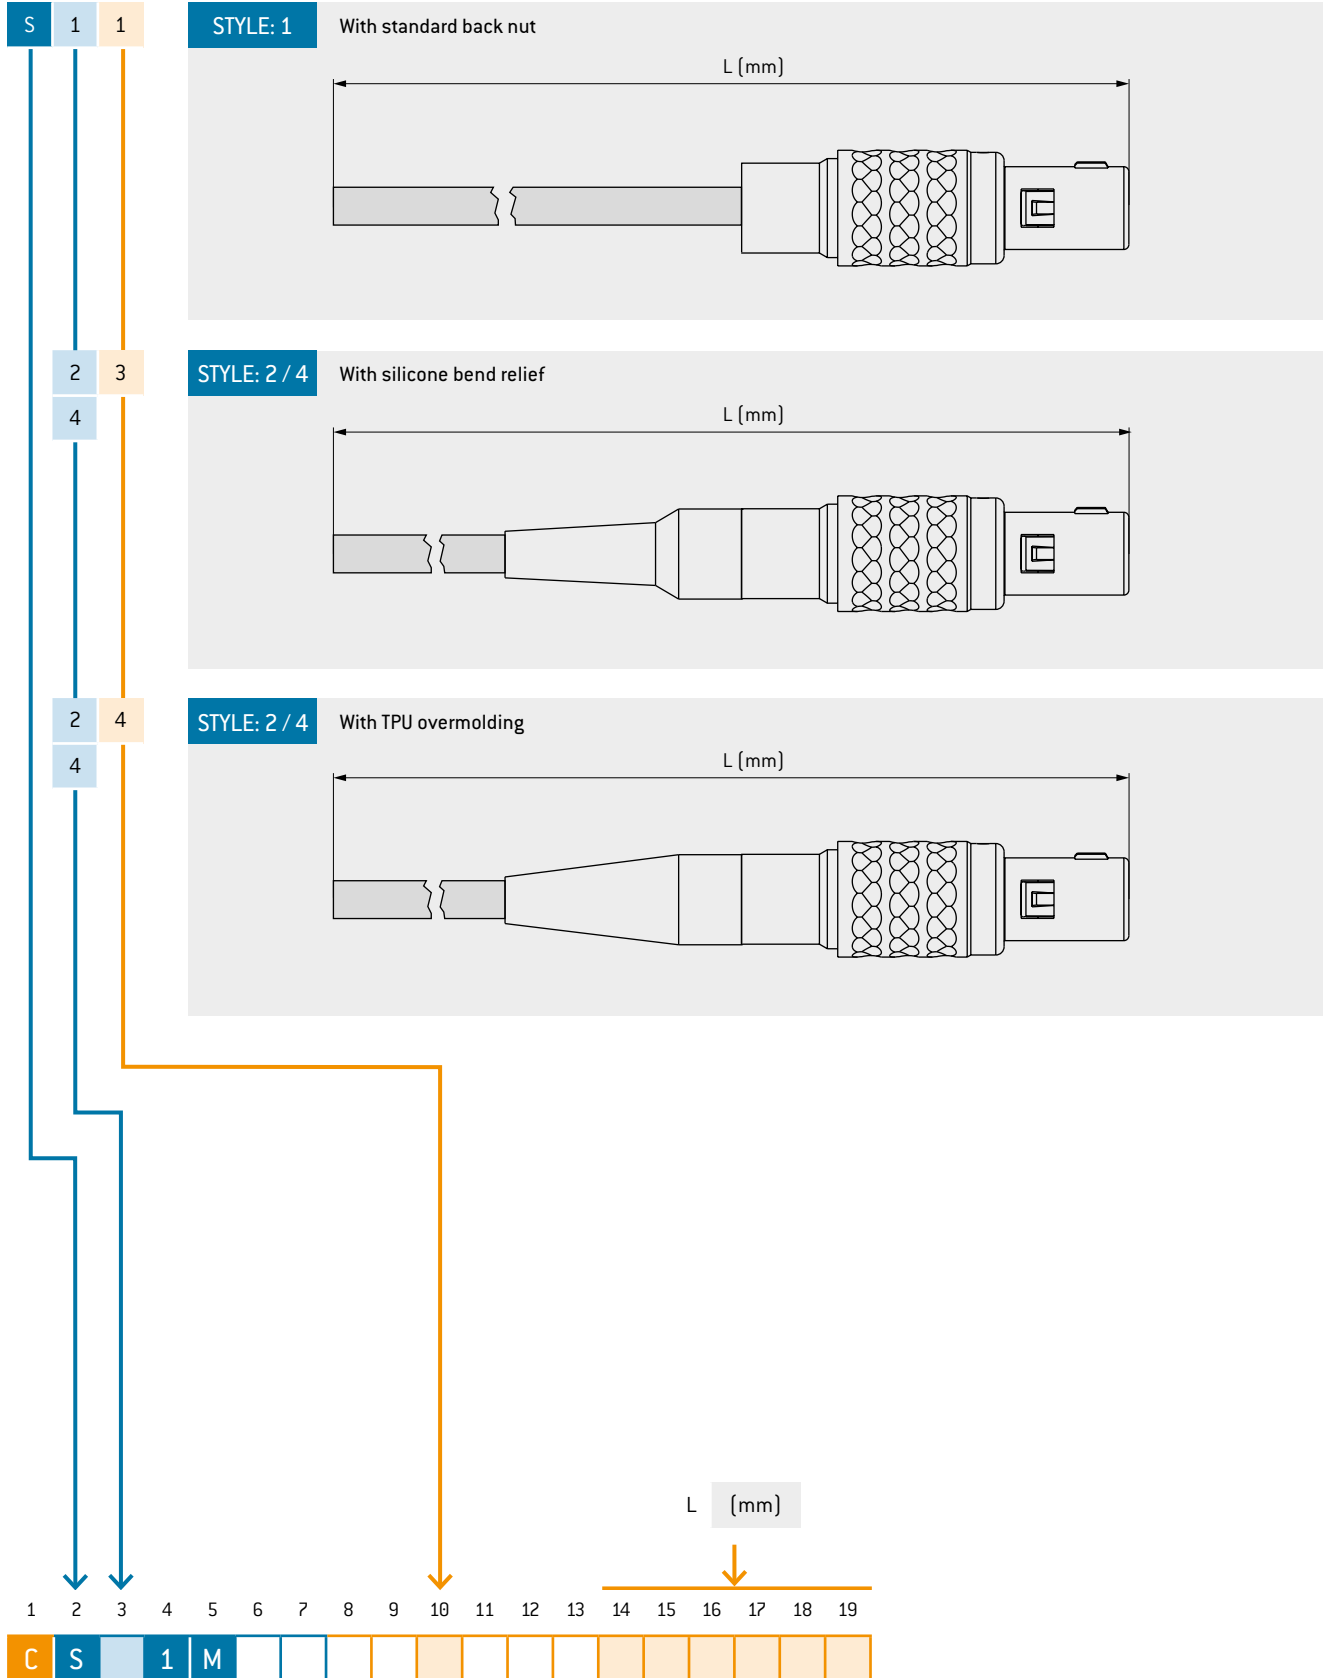 S 1 1 STYLE: 1 With standard back nut
L (mm)
2 3 STYLE: 2 / 4 With silicone bend relief
4
L (mm)
2 4 STYLE: 2 / 4 With TPU overmolding
4
L (mm)
L (mm)
1 2 3 4 5 6 7 8 9 10 11 12 13 14 15 16 17 18 19
C S 1 M